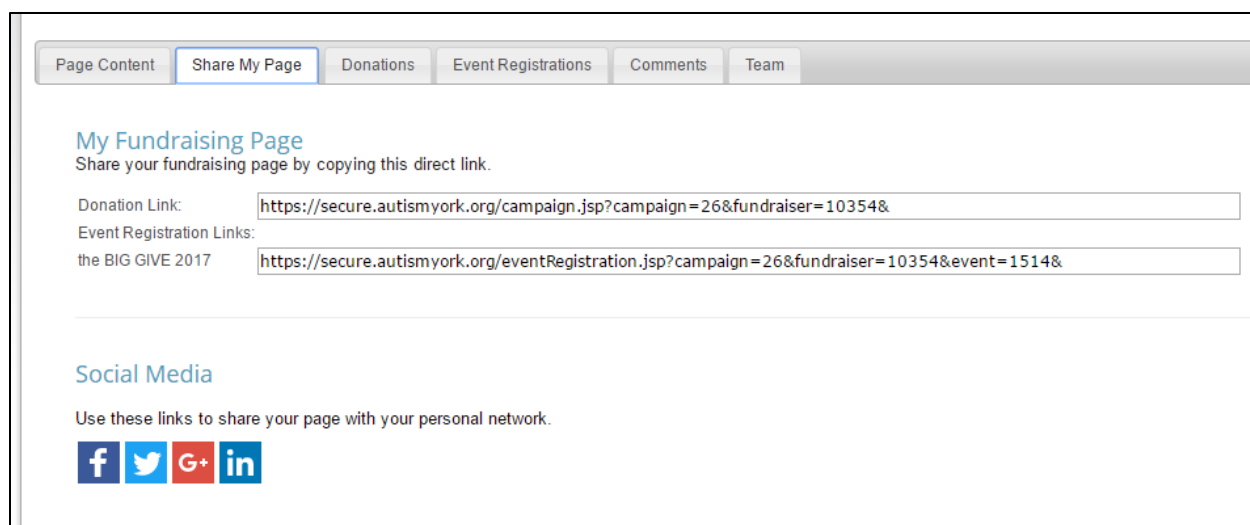 Page Content Share My Page Donations Event Registrations Comments Team
My Fundraising Page
Share your fundraising page by copying this direct link.
Donation Link: https://secure.autismyork.org/campaign.jsp?campaign=26&fundraiser=10354&
Event Registration Links:
the BIG GIVE 2017 https://secure.autismyork.org/eventRegistration.jsp?campaign=26&fundraiser=10354&event=1514&
Social Media
Use these links to share your page with your personal network.
f G+ in